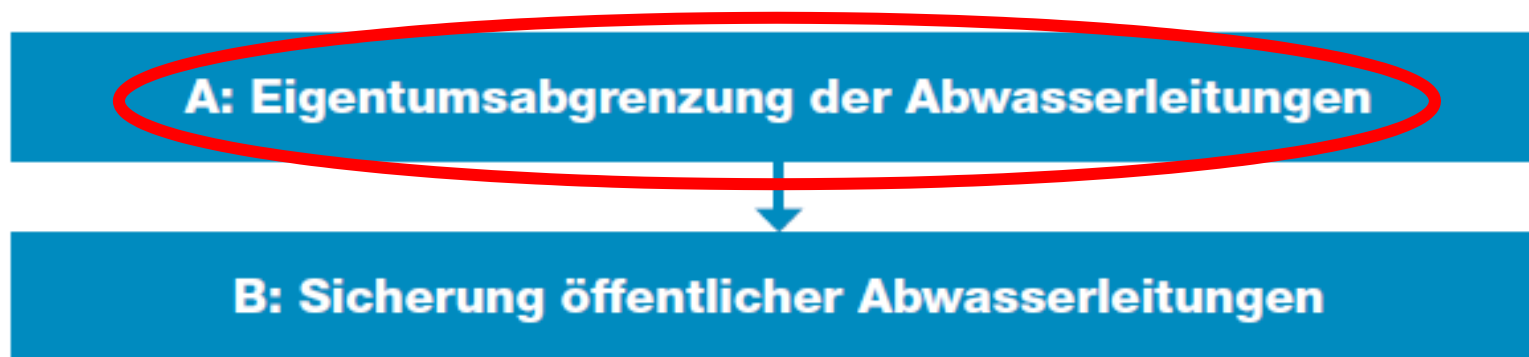 A: Eigentumsabgrenzung der Abwasserleitungen
B: Sicherung öffentlicher Abwasserleitungen